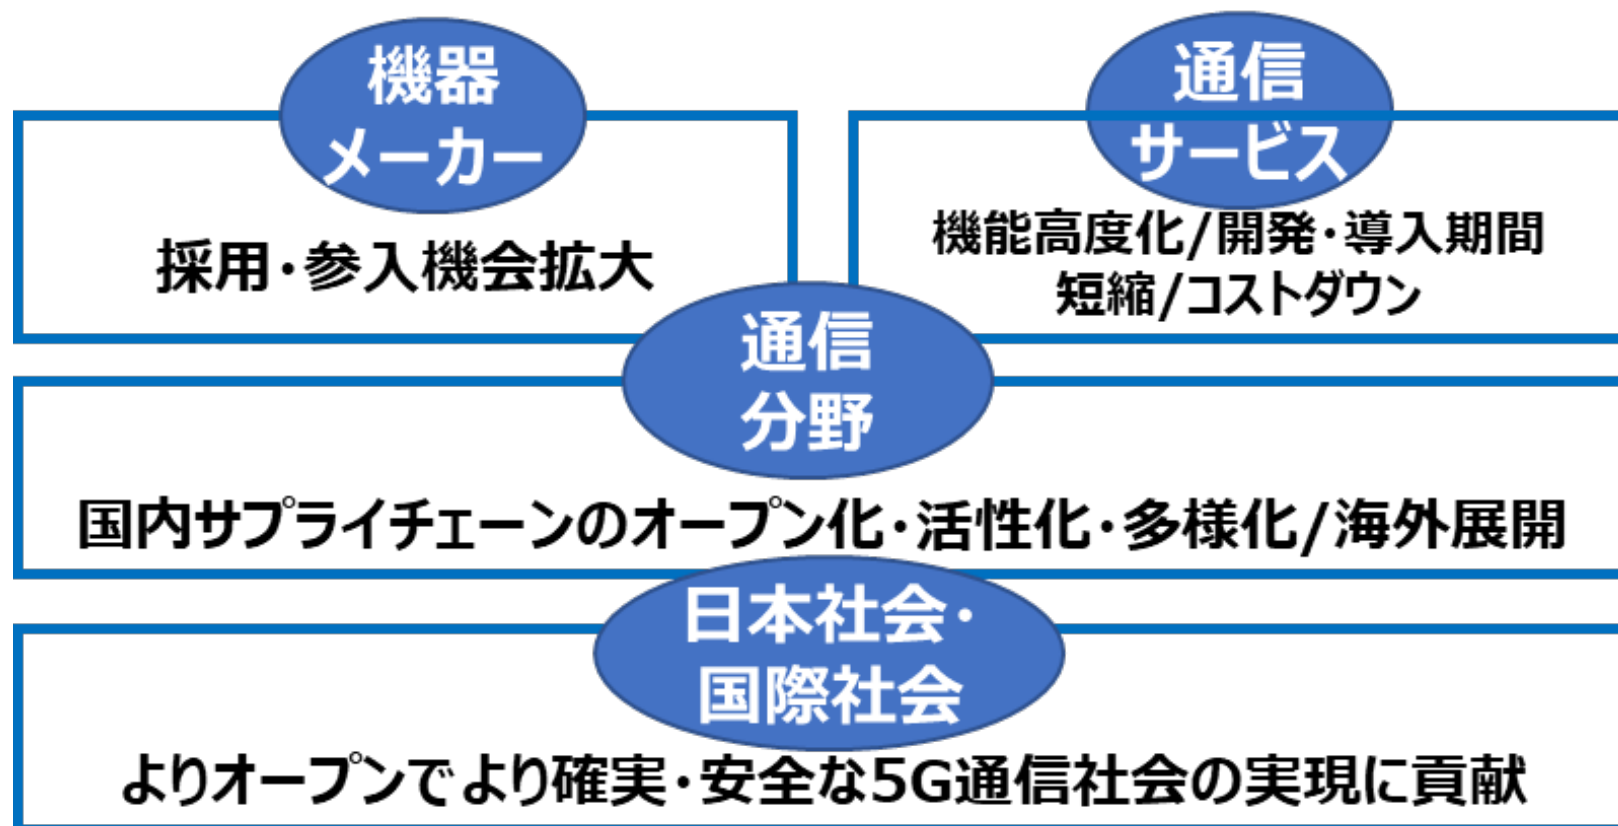 機器
メーカー
採用・参入機会拡大
通信
サービス
機能高度化/開発・導入期間
短縮/コストダウン
通信
分野
国内サプライチェーンのオープン化・活性化・多様化/海外展開
日本社会・
国際社会
よりオープンでより確実・安全な5G通信社会の実現に貢献